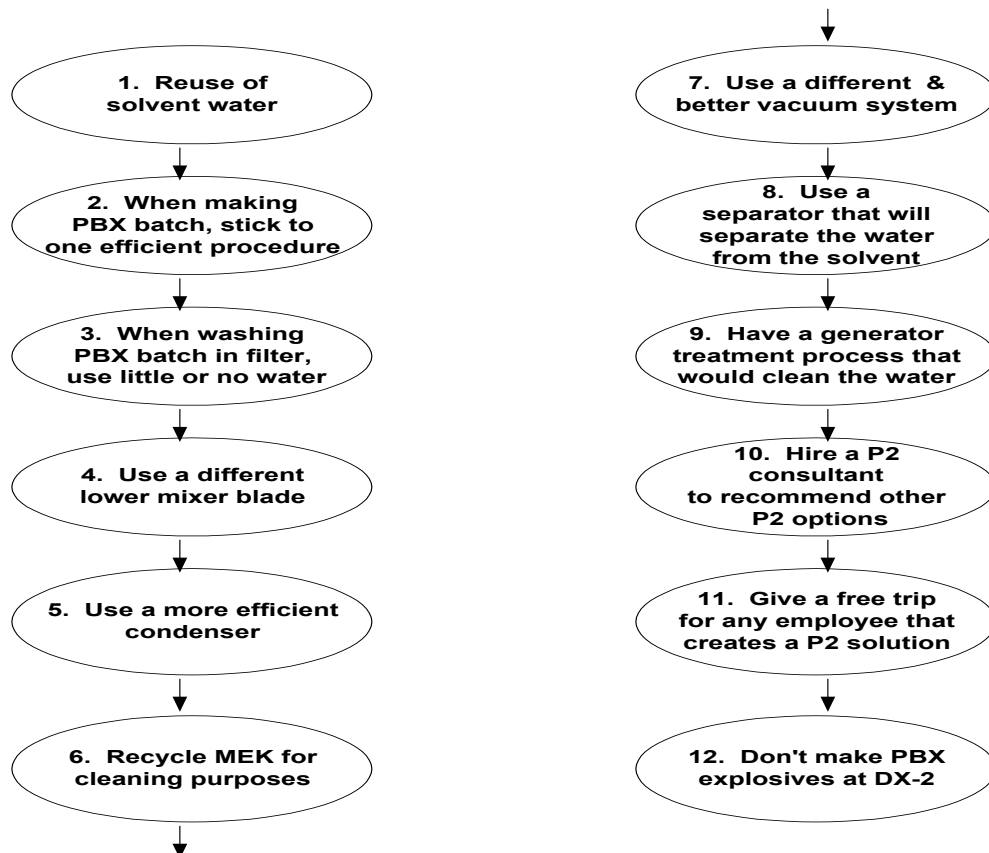 1. Reuse of
solvent water
2. When making
PBX batch, stick to
one efficient procedure
3. When washing
PBX batch in filter,
use little or no water
4. Use a different
lower mixer blade
5. Use a more efficient
condenser
6. Recycle MEK for
cleaning purposes
7. Use a different &
better vacuum system
8. Use a
separator that will
separate the water
from the solvent
9. Have a generator
treatment process that
would clean the water
10. Hire a P2
consultant
to recommend other
P2 options
11. Give a free trip
for any employee that
creates a P2 solution
12. Don't make PBX
explosives at DX-2